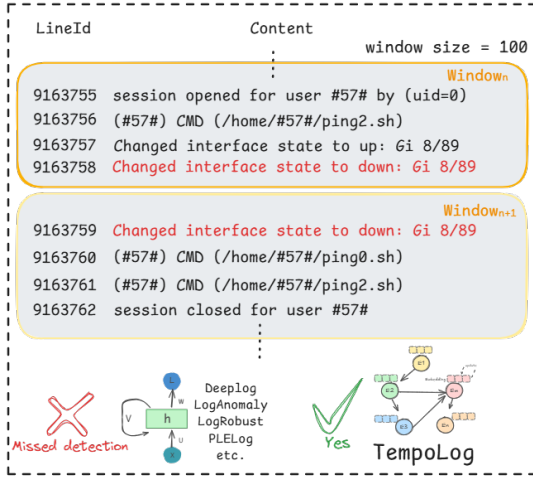 LineId Content
window size = 100
Windowₙ
9163755 session opened for user #57# by (uid=0)
9163756 (#57#) CMD (/home/#57#/ping2.sh)
9163757 Changed interface state to up: Gi 8/89
9163758 Changed interface state to down: Gi 8/89
Windowₙ₊₁
9163759 Changed interface state to down: Gi 8/89
9163760 (#57#) CMD (/home/#57#/ping0.sh)
9163761 (#57#) CMD (/home/#57#/ping2.sh)
9163762 session closed for user #57#
Missed detection
L
W
V
h
U
Deeplog
LogAnomaly
LogRobust
PLELog
etc.
Yes
TempoLog